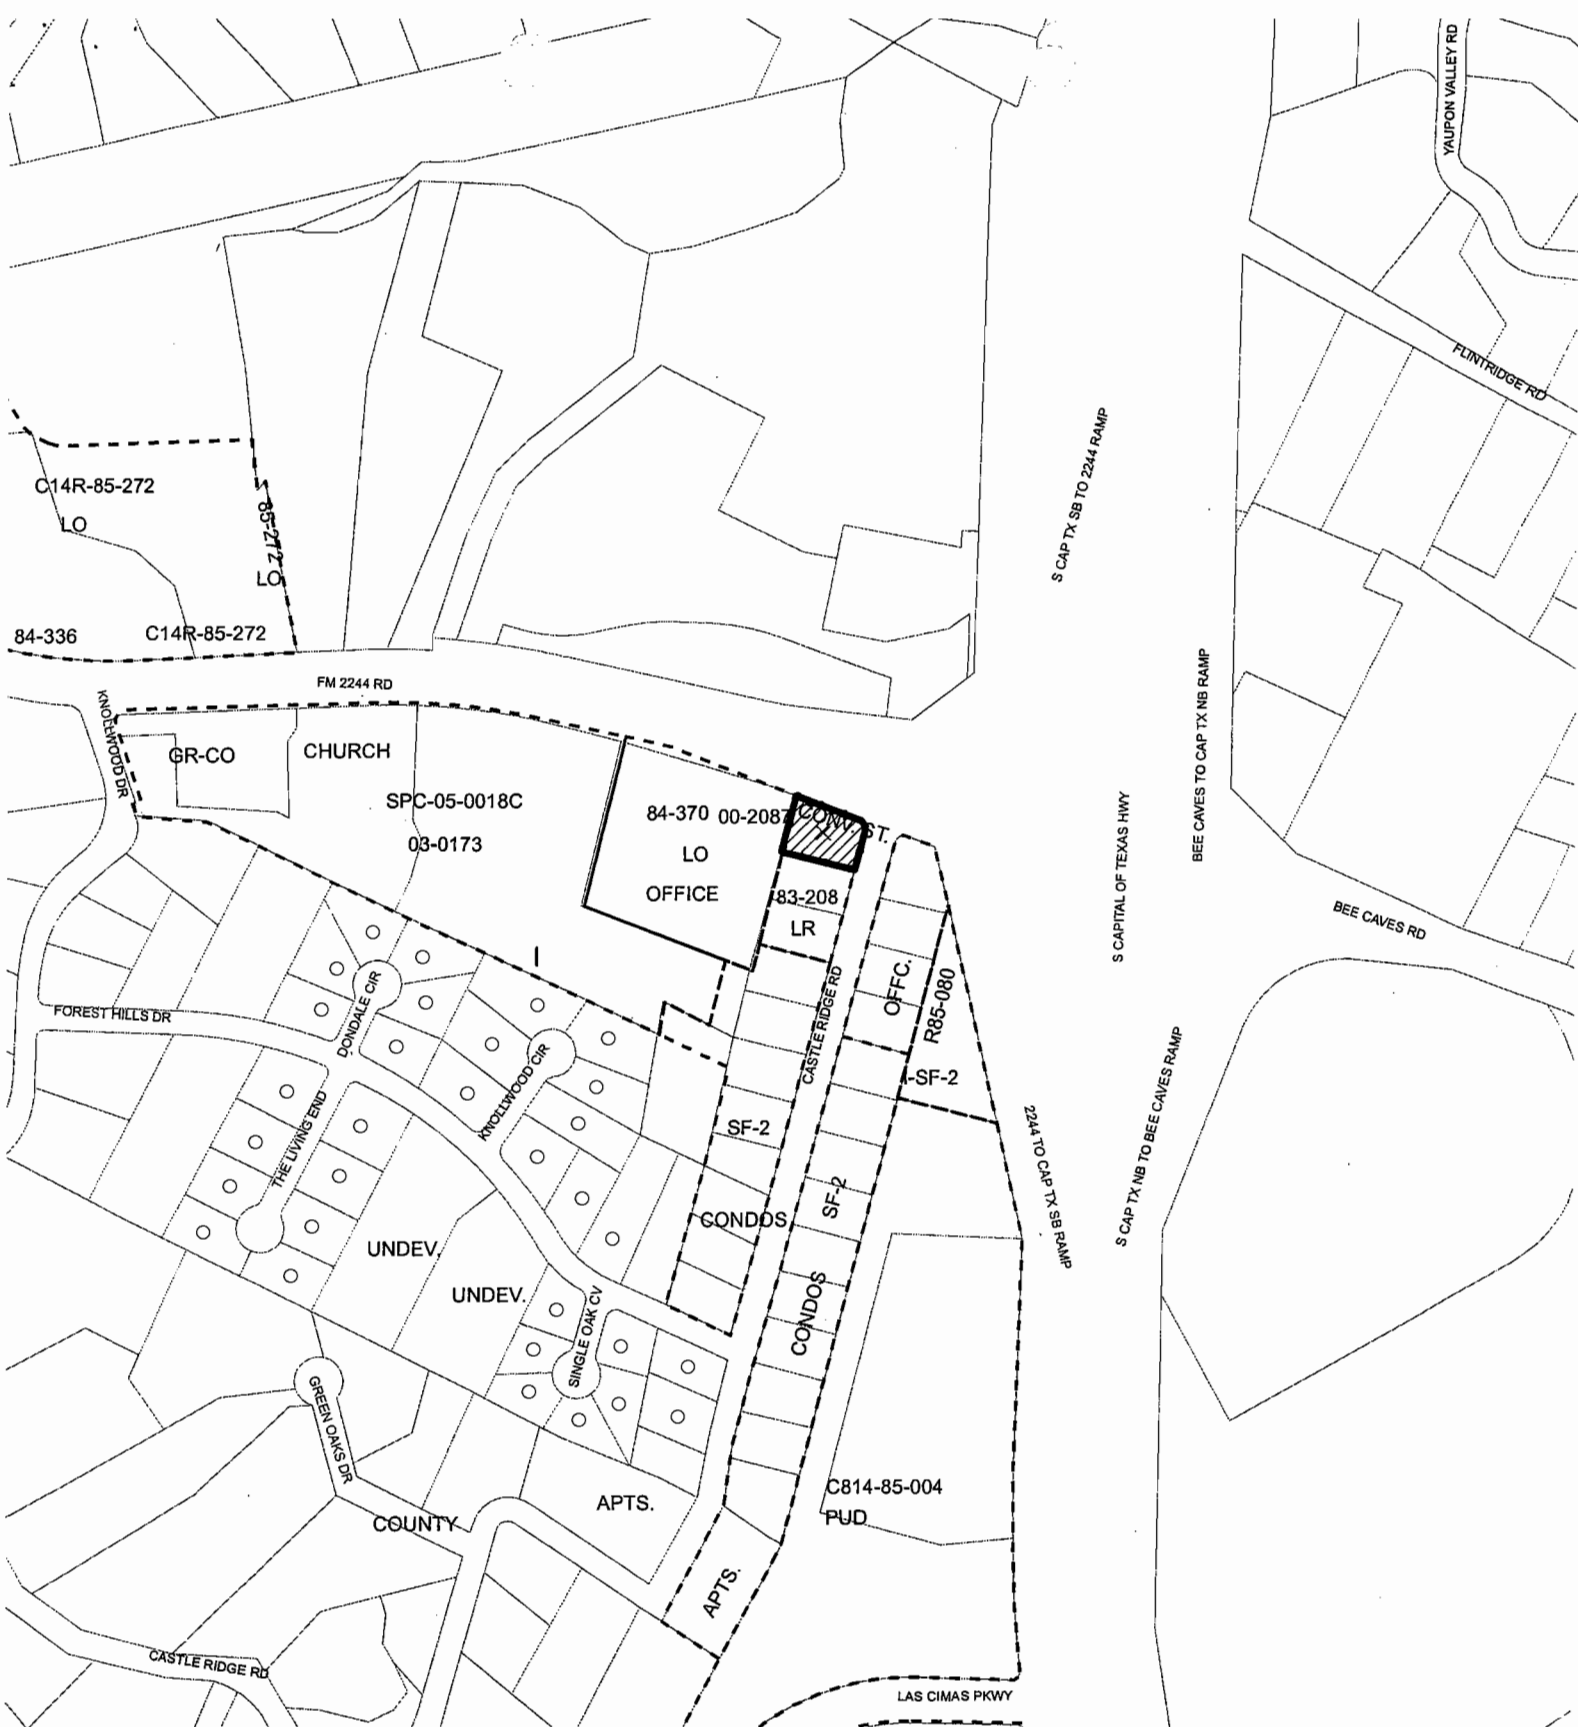 YAUPON VALLEY RD
FLINTRIDGE RD
S CAP TX SB TO 2244 RAMP
C14R-85-272
LO
85-272
LO
84-336
C14R-85-272
FM 2244 RD
KNOLLWOOD DR
GR-CO
CHURCH
SPC-05-0018C
03-0173
84-370
00-2087
CONV. ST.
LO
OFFICE
83-208
LR
BEE CAVES TO CAP TX NB RAMP
S CAPITAL OF TEXAS HWY
BEE CAVES RD
OFFC.
R85-080
I-SF-2
CASTLE RIDGE RD
I
FOREST HILLS DR
DONDALE CIR
KNOLLWOOD CIR
THE LIVING END
SF-2
CONDOS
SF-2
CONDOS
2244 TO CAP TX SB RAMP
S CAP TX NB TO BEE CAVES RAMP
UNDEV.
UNDEV.
SINGLE OAK CV
GREEN OAKS DR
COUNTY
APTS.
C814-85-004
PUD
APTS.
CASTLE RIDGE RD
LAS CIMAS PKWY